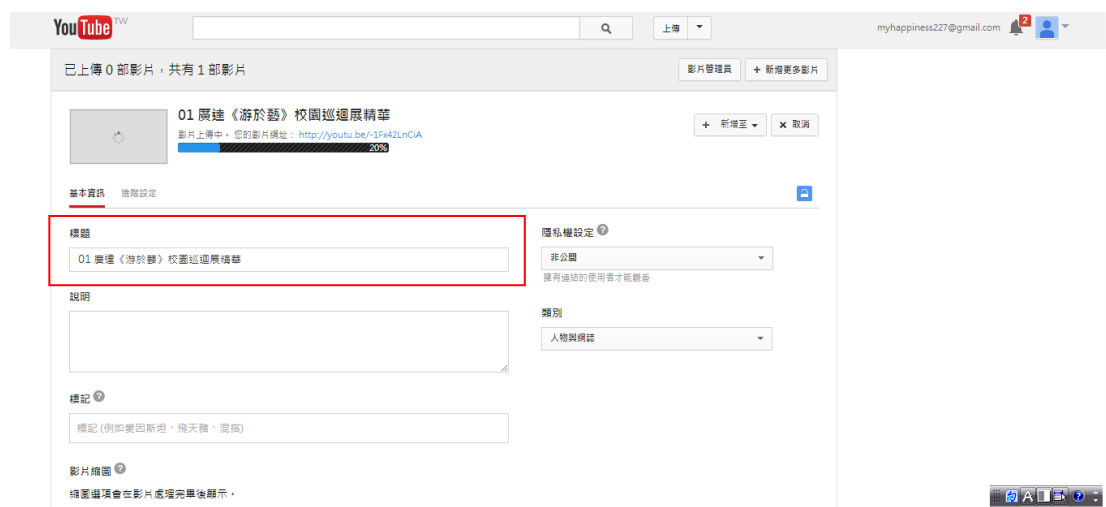 YouTube TW
上傳
myhappiness227@gmail.com
2
已上傳 0 部影片，共有 1 部影片
影片管理員
+ 新增更多影片
01 廣達《游於藝》校園巡迴展精華
影片上傳中。 您的影片網址： http://youtu.be/-1Fx42LnCiA
20%
+ 新增至
× 取消
基本資訊
進階設定
標題
01 廣達《游於藝》校園巡迴展精華
隱私權設定 ?
非公開
擁有連結的使用者才能觀看
說明
類別
人物與網誌
標記 ?
標記 (例如愛因斯坦、飛天豬、混搭)
影片縮圖 ?
縮圖選項會在影片處理完畢後顯示。
A
?